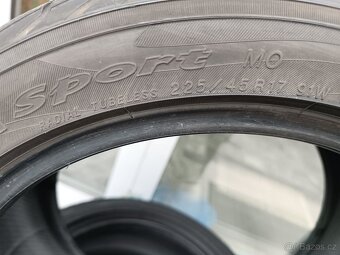 Sport MO
RADIAL TUBELESS 225/45R17 91W
bazos.cz